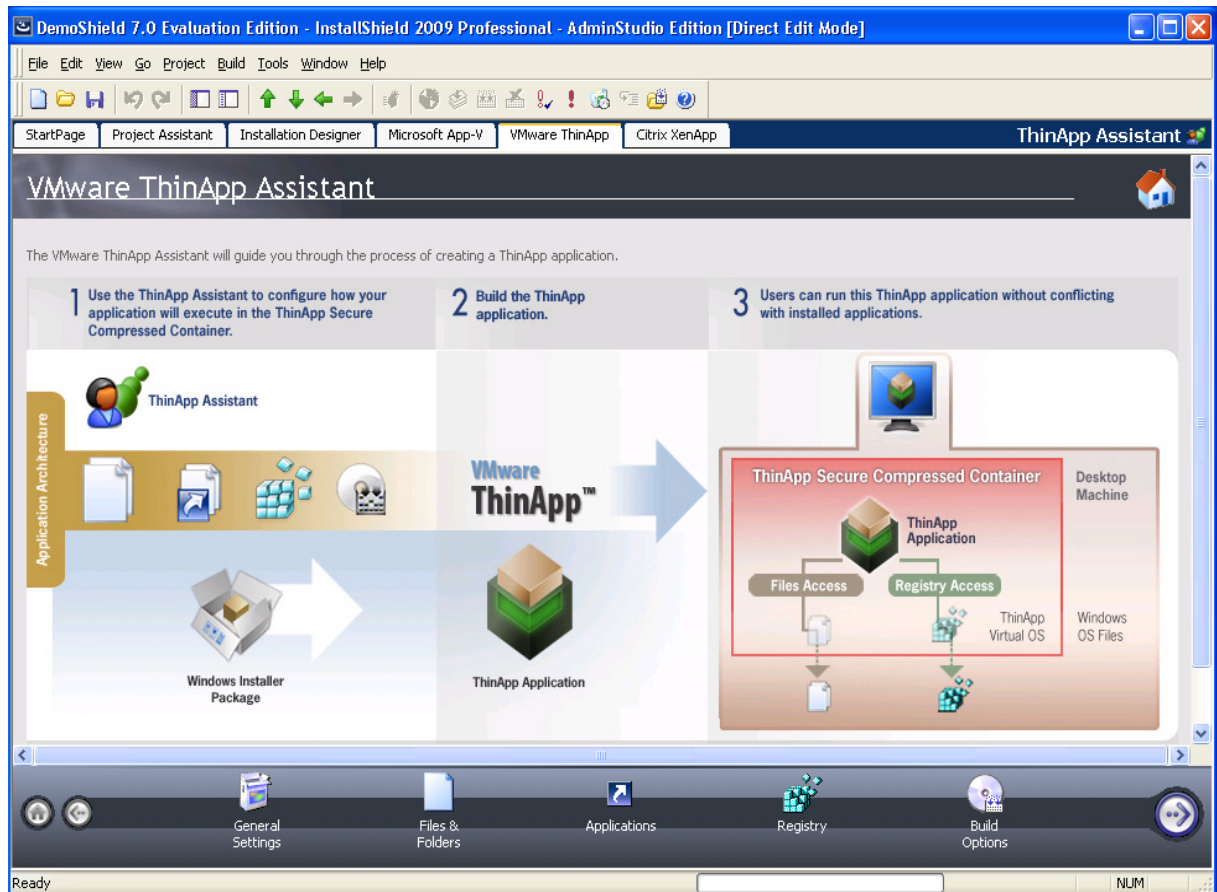 DemoShield 7.0 Evaluation Edition - InstallShield 2009 Professional - AdminStudio Edition [Direct Edit Mode]
File Edit View Go Project Build Tools Window Help
StartPage Project Assistant Installation Designer Microsoft App-V VMware ThinApp Citrix XenApp ThinApp Assistant
VMware ThinApp Assistant
The VMware ThinApp Assistant will guide you through the process of creating a ThinApp application.
1 Use the ThinApp Assistant to configure how your
application will execute in the ThinApp Secure
Compressed Container.
2 Build the ThinApp
application.
3 Users can run this ThinApp application without conflicting
with installed applications.
Application Architecture
ThinApp Assistant
VMware
ThinApp™
Windows Installer
Package
ThinApp Application
ThinApp Secure Compressed Container
Desktop
Machine
ThinApp
Application
Files Access
Registry Access
ThinApp
Virtual OS
Windows
OS Files
General
Settings
Files &
Folders
Applications
Registry
Build
Options
Ready
NUM